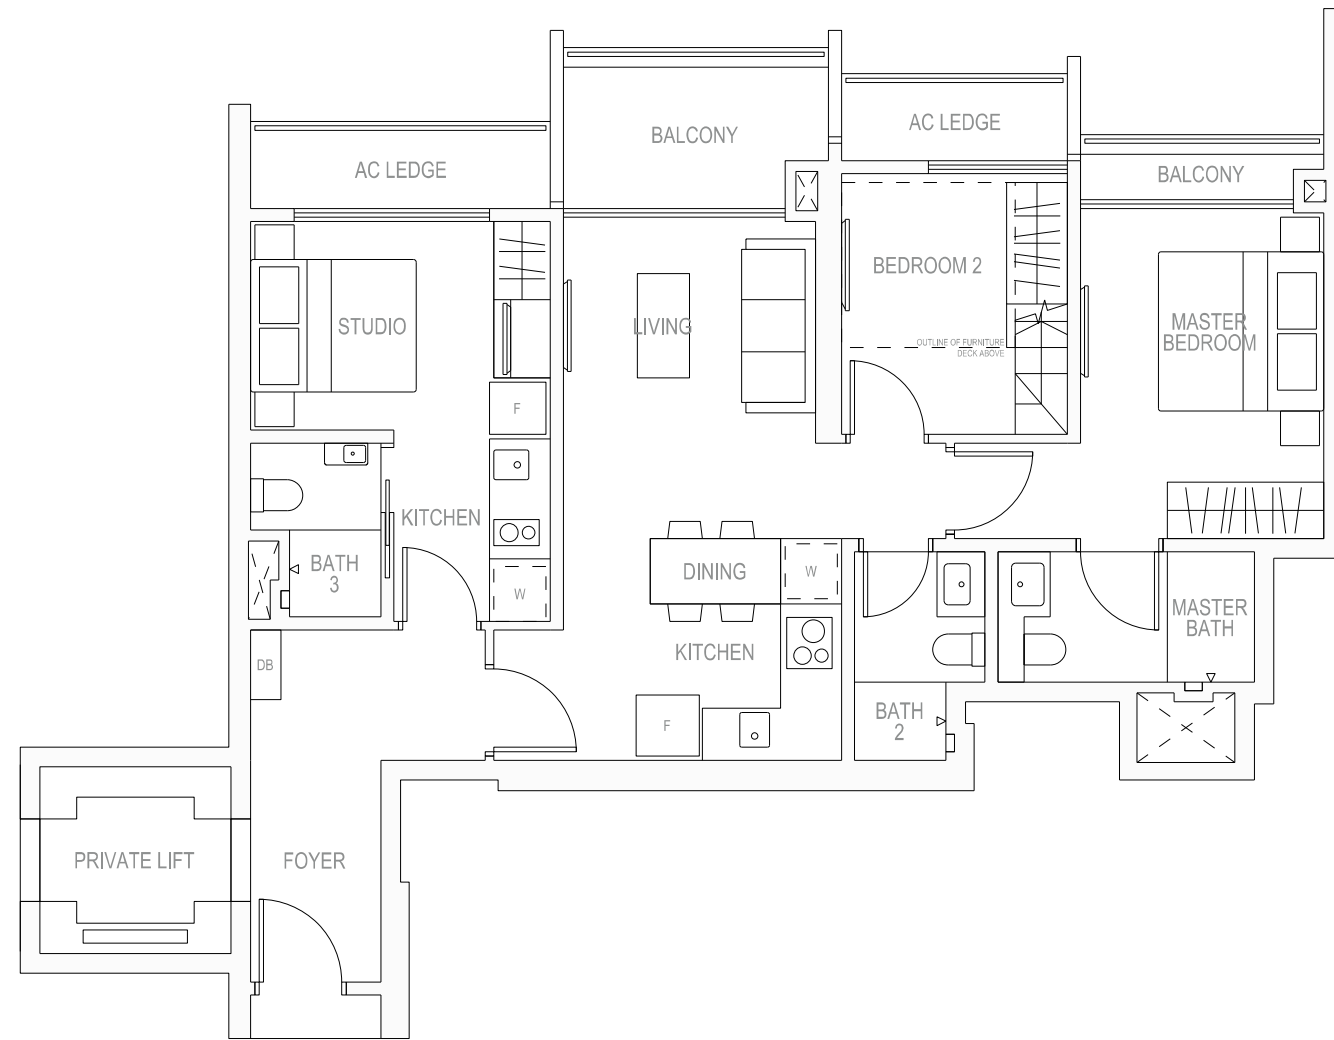 BALCONY
AC LEDGE
AC LEDGE
BALCONY
BEDROOM 2
STUDIO
LIVING
MASTER
BEDROOM
OUTLINE OF FURNITURE
DECK ABOVE
F
KITCHEN
BATH
3
DINING
W
W
MASTER
BATH
KITCHEN
DB
BATH
2
F
PRIVATE LIFT
FOYER